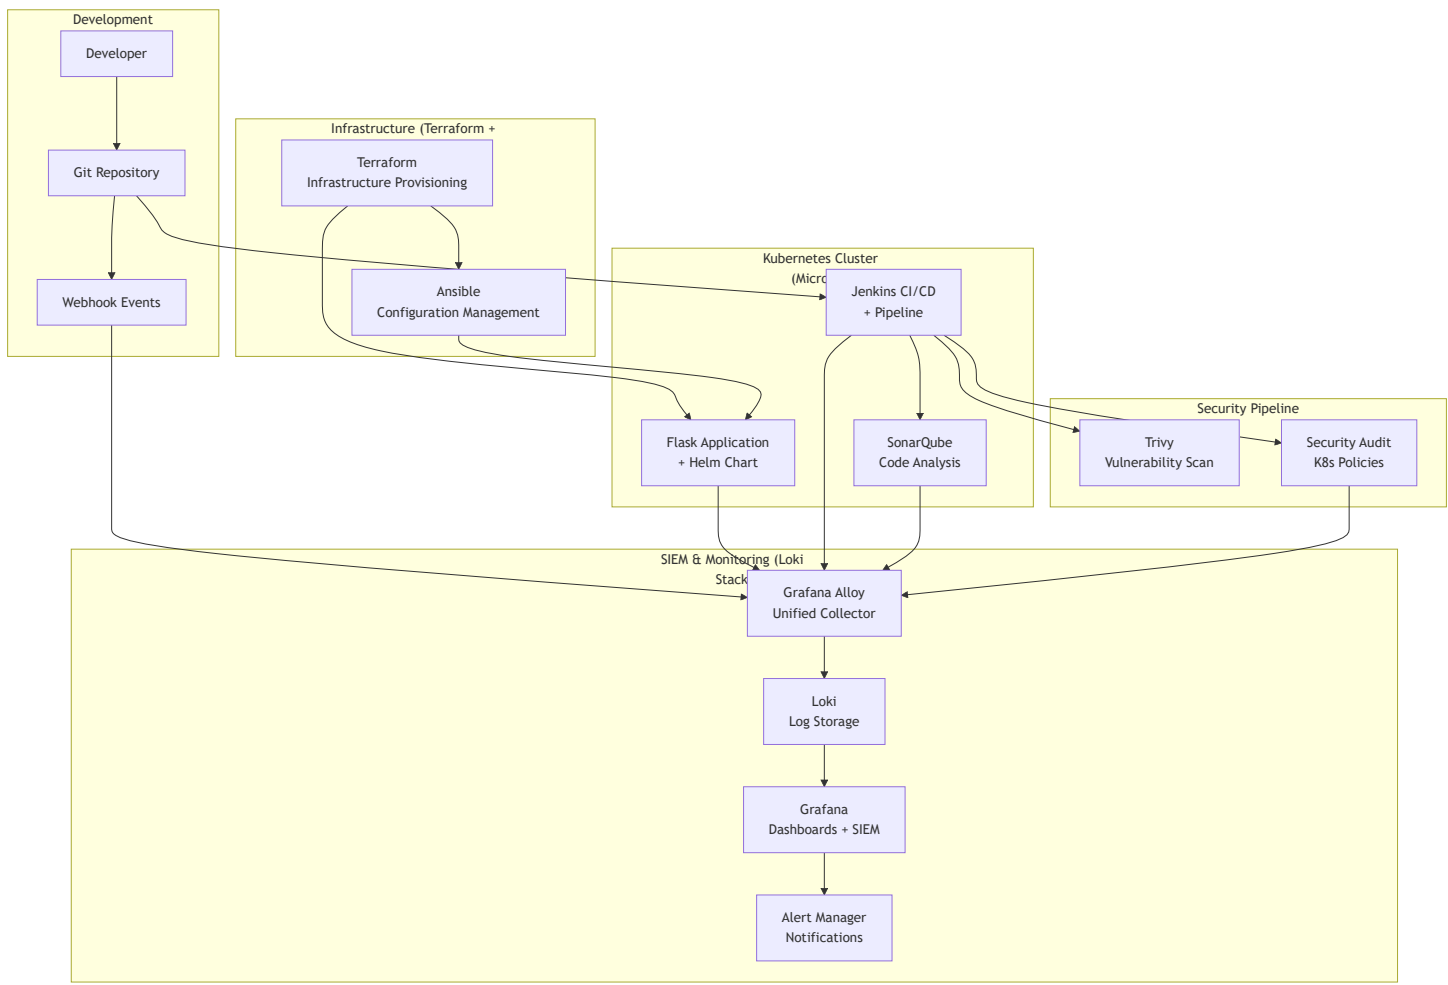 Development
Developer
Git Repository
Webhook Events
Infrastructure (Terraform +
Terraform
Infrastructure Provisioning
Ansible
Configuration Management
Kubernetes Cluster
Jenkins CI/CD
+ Pipeline
Flask Application
+ Helm Chart
SonarQube
Code Analysis
Security Pipeline
Trivy
Vulnerability Scan
Security Audit
K8s Policies
SIEM & Monitoring (Loki
Stack
Grafana Alloy
Unified Collector
Loki
Log Storage
Grafana
Dashboards + SIEM
Alert Manager
Notifications